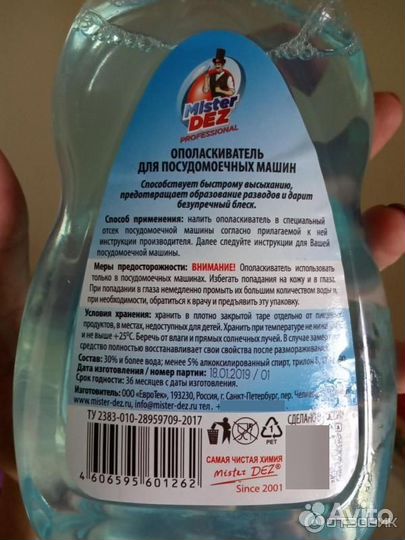 Mister
DEZ
PROFESSIONAL
ОПОЛАСКИВАТЕЛЬ
ДЛЯ ПОСУДОМОЕЧНЫХ МАШИН
Способствует быстрому высыханию,
предотвращает образование разводов и дарит
безупречный блеск.
Способ применения: налить ополаскиватель в специальный
отсек посудомоечной машины согласно прилагаемой к ней
инструкции производителя. Далее следуйте инструкции для Вашей
посудомоечной машины.
Меры предосторожности: ВНИМАНИЕ! Ополаскиватель использовать
только в посудомоечных машинах. Избегать попадания на кожу и в глаза.
При попадании в глаза немедленно промыть их большим количеством воды и,
при необходимости, обратиться к врачу и предъявить эту упаковку.
Условия хранения: хранить в плотно закрытой таре отдельно от
продуктов, в местах, недоступных для детей. Хранить при температуре не ни
и не выше +25°С. Беречь от влаги и прямых солнечных лучей. В случае замер
средство полностью восстанавливает свои свойства после размораживания
Состав: 30% и более вода; менее 5% алкоксилированный спирт, трилон Б,
Дата изготовления / номер партии 18.01.2019 / 01
Срок годности: 36 месяцев с даты изготовления.
Изготовитель: ООО «ЕвроТек», 193230, Россия, г. Санкт-Петербург, пер. Че
www.mister-dez.ru, info@mister-dez.ru тел. +
ТУ 2383-010-28959709-2017
СДЕЛАНО
4 606595 601262
1
PET
САМАЯ ЧИСТАЯ ХИМИЯ
Mister DEZ®
Since 2001
Avito
ОТЗОВИК